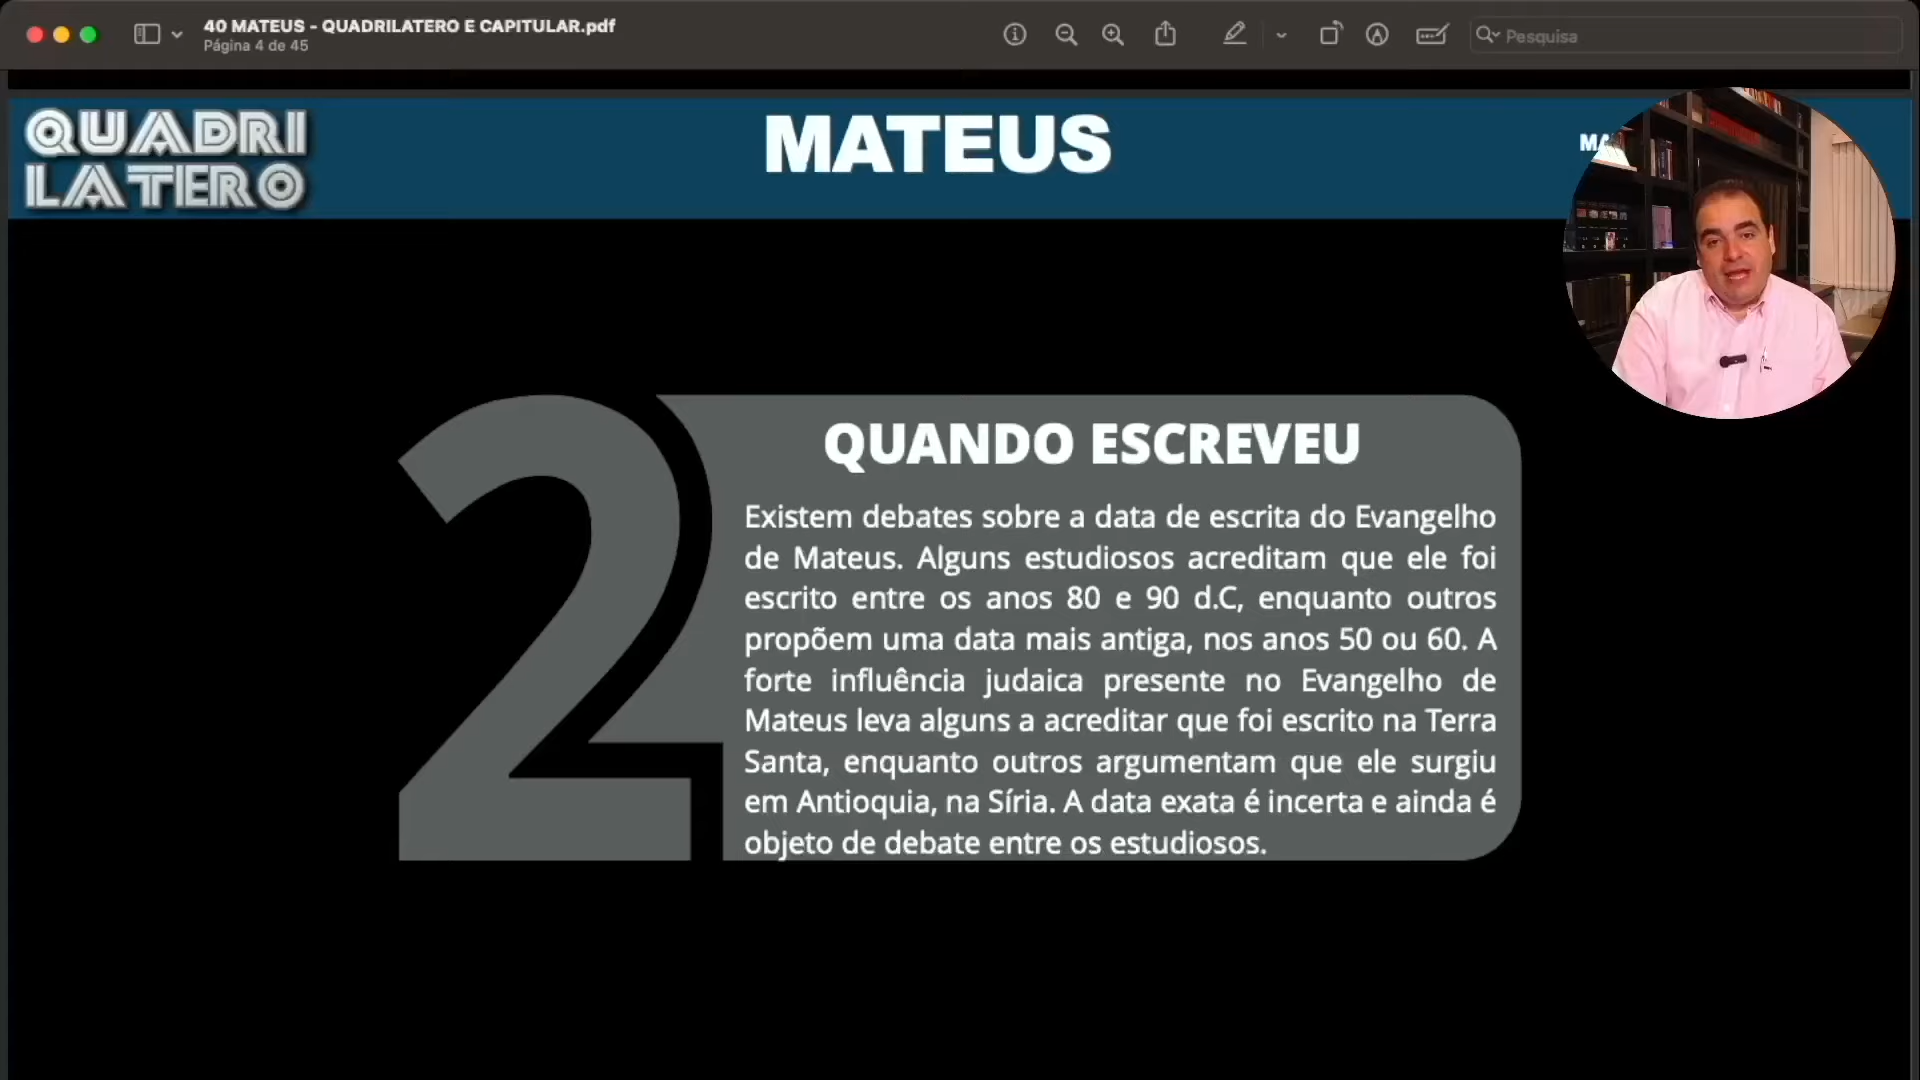 40 MATEUS - QUADRILATERO E CAPITULAR.pdf
Página 4 de 45
Pesquisa
QUADRI
LATERO
MATEUS
2
QUANDO ESCREVEU
Existem debates sobre a data de escrita do Evangelho
de Mateus. Alguns estudiosos acreditam que ele foi
escrito entre os anos 80 e 90 d.C, enquanto outros
propõem uma data mais antiga, nos anos 50 ou 60. A
forte influência judaica presente no Evangelho de
Mateus leva alguns a acreditar que foi escrito na Terra
Santa, enquanto outros argumentam que ele surgiu
em Antioquia, na Síria. A data exata é incerta e ainda é
objeto de debate entre os estudiosos.